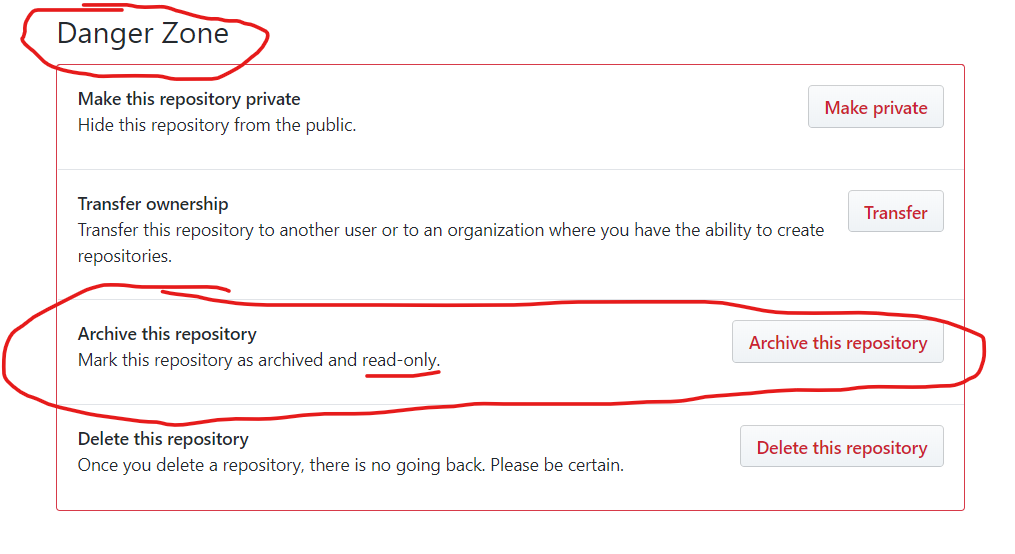 Danger Zone
Make this repository private
Hide this repository from the public.
Make private
Transfer ownership
Transfer this repository to another user or to an organization where you have the ability to create
repositories.
Transfer
Archive this repository
Mark this repository as archived and read-only.
Archive this repository
Delete this repository
Once you delete a repository, there is no going back. Please be certain.
Delete this repository